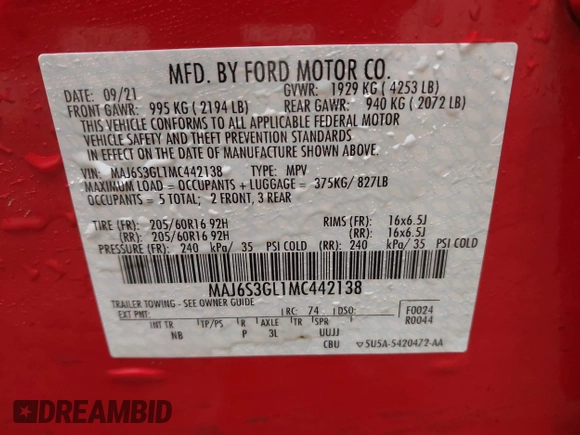 MFD. BY FORD MOTOR CO.
DATE: 09/21 GVWR: 1929 KG ( 4253 LB)
FRONT GAWR: 995 KG ( 2194 LB) REAR GAWR: 940 KG ( 2072 LB)
THIS VEHICLE CONFORMS TO ALL APPLICABLE FEDERAL MOTOR
VEHICLE SAFETY AND THEFT PREVENTION STANDARDS
IN EFFECT ON THE DATE OF MANUFACTURE SHOWN ABOVE.
VIN: MAJ6S3GL1MC442138 TYPE: MPV
MAXIMUM LOAD = OCCUPANTS + LUGGAGE = 375KG/ 827LB
OCCUPANTS = 5 TOTAL; 2 FRONT, 3 REAR
TIRE (FR): 205/60R16 92H RIMS (FR): 16x6.5J
(RR): 205/60R16 92H (RR): 16x6.5J
PRESSURE (FR): 240 kPa/ 35 PSI COLD (RR): 240 kPa/ 35 PSI COLD
MAJ6S3GL1MC442138
TRAILER TOWING - SEE OWNER GUIDE
EXT PNT: RC: 74 DSO: F0024
R0044
INT TR TP/PS R AXLE TR SPR
NB P 3L UUJJ
CBU 5U5A-5420472-AA
DREAMBID